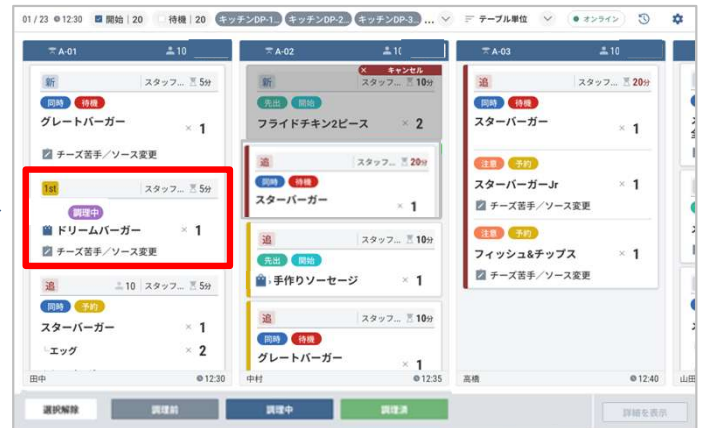 01 / 23 12:30 開始 | 20 待機 | 20 キッチンDP-1... キッチンDP-2... キッチンDP-3... ... テーブル単位 オンライン
A-01 10
新 スタッフ... 5分
同時 待機
グレートバーガー × 1
チーズ苦手／ソース変更
1st スタッフ... 5分
調理中
ドリームバーガー × 1
チーズ苦手／ソース変更
追 10 スタッフ... 5分
同時 予約
スターバーガー × 1
エッグ × 2
田中 12:30
A-02 1(
× キャンセル
新 スタッフ... 10分
先出 開始
フライドチキン2ピース × 2
追 スタッフ... 20分
同時 待機
スターバーガー × 1
追 スタッフ... 10分
先出 開始
手作りソーセージ × 1
追 スタッフ... 10分
同時 待機
グレートバーガー × 1
中村 12:35
A-03 10
追 スタッフ... 20分
同時 待機
スターバーガー × 1
注意 予約
スターバーガーJr × 1
チーズ苦手／ソース変更
注意 予約
フィッシュ&チップス × 1
チーズ苦手／ソース変更
高橋 12:40
山田
選択解除 調理前 調理中 調理済 詳細を表示